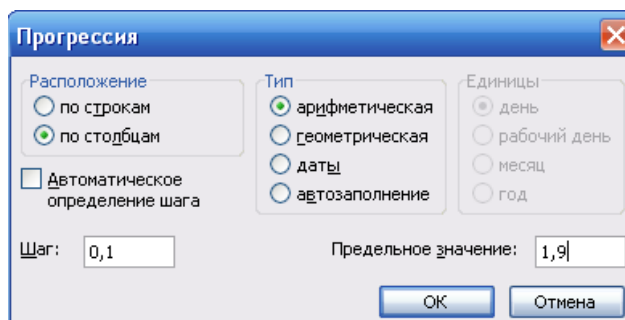 Прогрессия
Расположение
по строкам
по столбцам
Автоматическое
определение шага
Тип
арифметическая
геометрическая
даты
автозаполнение
Единицы
день
рабочий день
месяц
год
Шаг: 0,1
Предельное значение: 1,9
ОК
Отмена